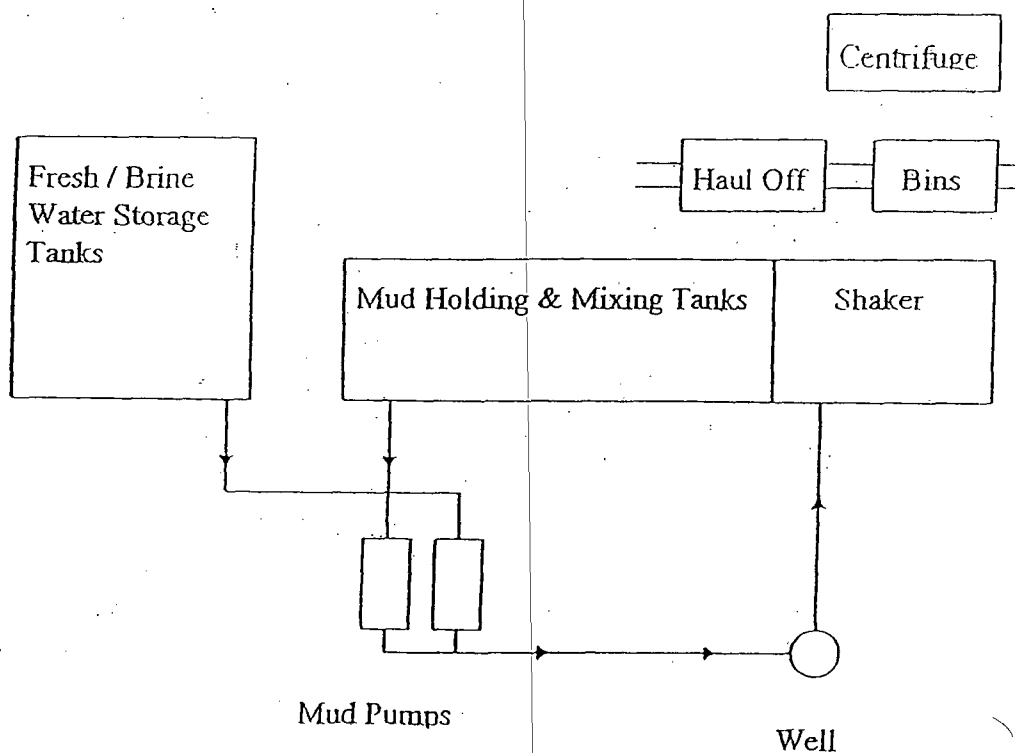 Centrifuge
Fresh / Brine
Water Storage
Tanks
Haul Off
Bins
Mud Holding & Mixing Tanks
Shaker
Mud Pumps
Well